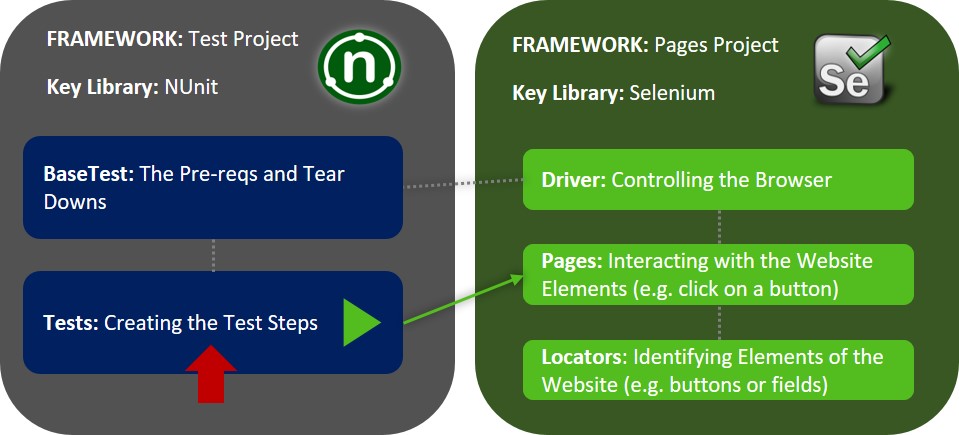 FRAMEWORK: Test Project
Key Library: NUnit
n
BaseTest: The Pre-reqs and Tear
Downs
Tests: Creating the Test Steps
FRAMEWORK: Pages Project
Key Library: Selenium
Se
Driver: Controlling the Browser
Pages: Interacting with the Website
Elements (e.g. click on a button)
Locators: Identifying Elements of the
Website (e.g. buttons or fields)